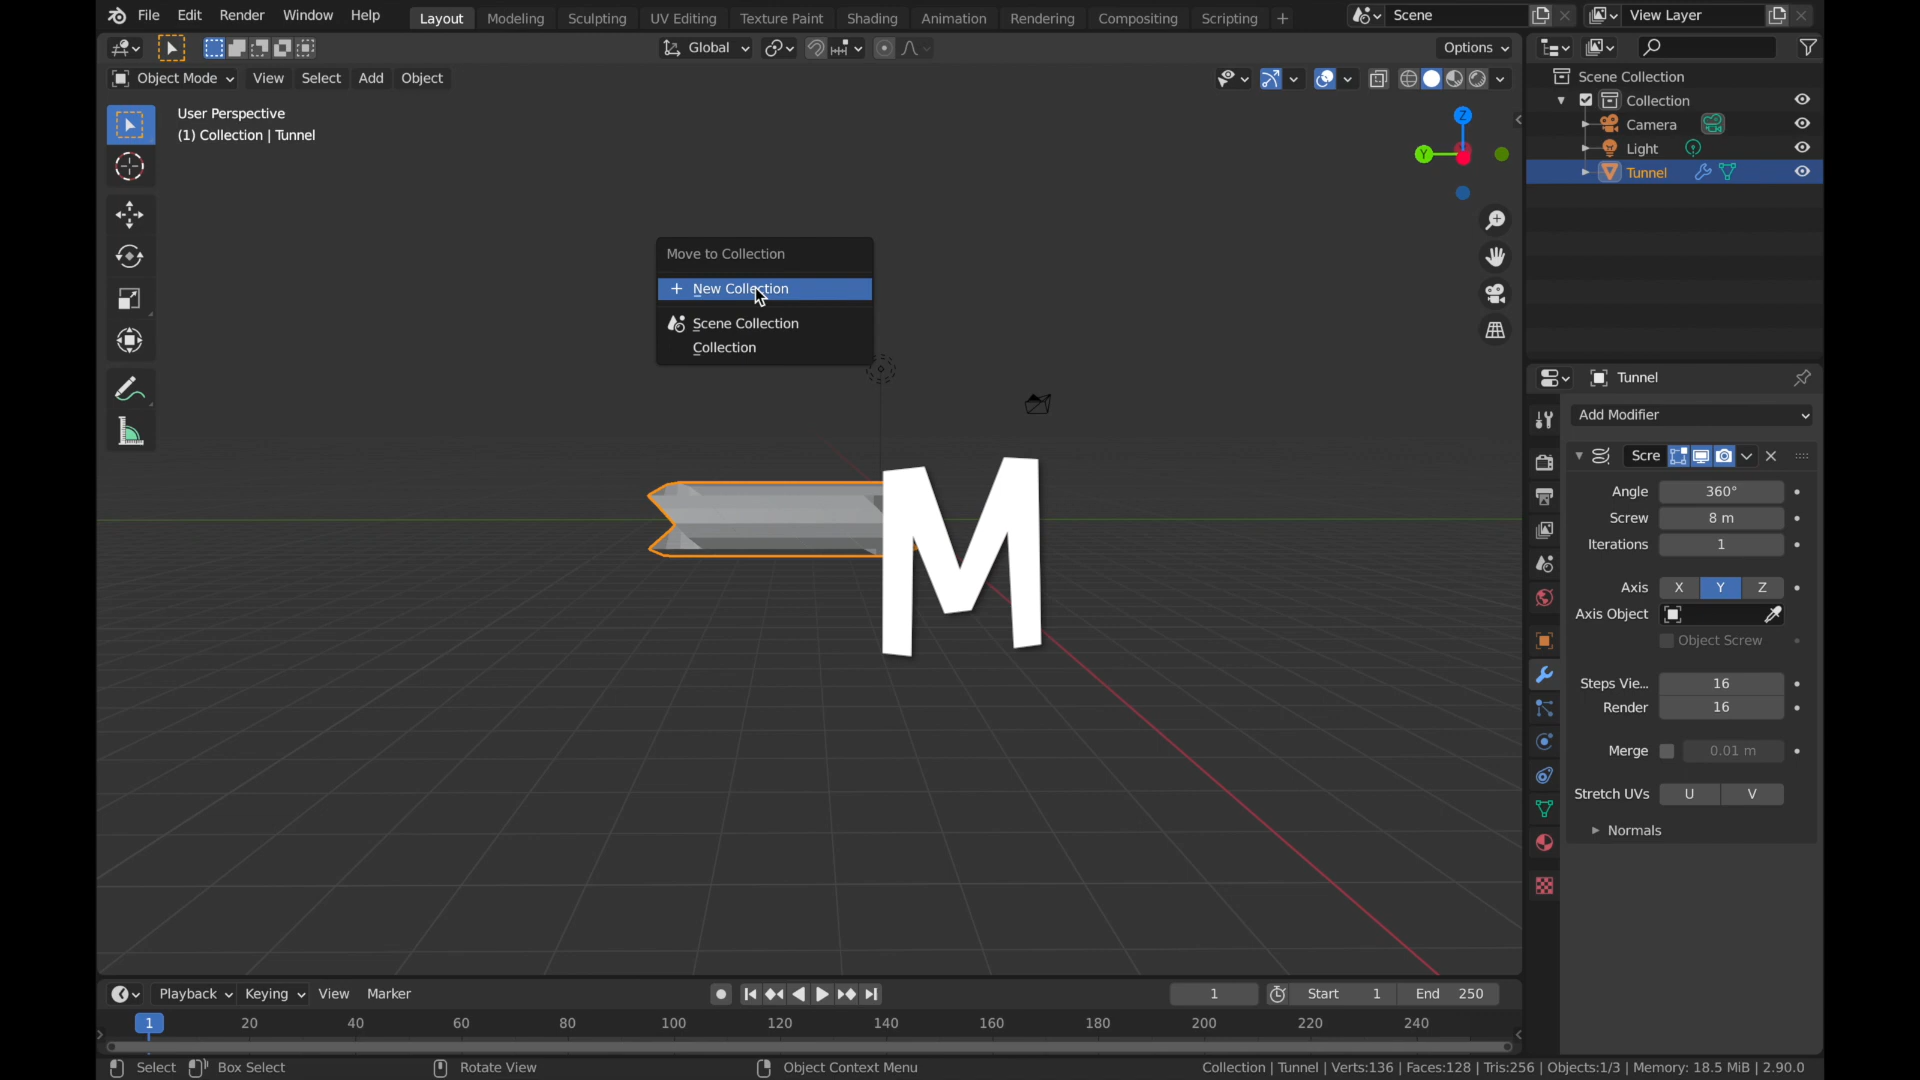 File Edit Render Window Help Layout Modeling Sculpting UV Editing Texture Paint Shading Animation Rendering Compositing Scripting + Scene View Layer
Global Options
Object Mode View Select Add Object
User Perspective
(1) Collection | Tunnel
Z
Y
Move to Collection
+ New Collection
Scene Collection
Collection
M
Scene Collection
Collection
Camera
Light
Tunnel
Tunnel
Add Modifier
Scre
Angle 360°
Screw 8 m
Iterations 1
Axis X Y Z
Axis Object
Object Screw
Steps Vie... 16
Render 16
Merge 0.01 m
Stretch UVs U V
Normals
Playback Keying View Marker 1 Start 1 End 250
1 20 40 60 80 100 120 140 160 180 200 220 240
Select Box Select Rotate View Object Context Menu Collection | Tunnel | Verts:136 | Faces:128 | Tris:256 | Objects:1/3 | Memory: 18.5 MiB | 2.90.0